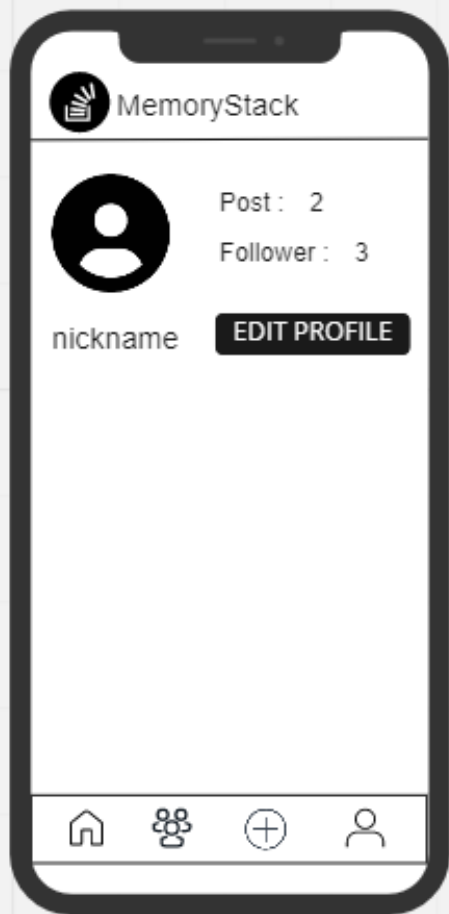 MemoryStack
Post : 2
Follower : 3
nickname
EDIT PROFILE